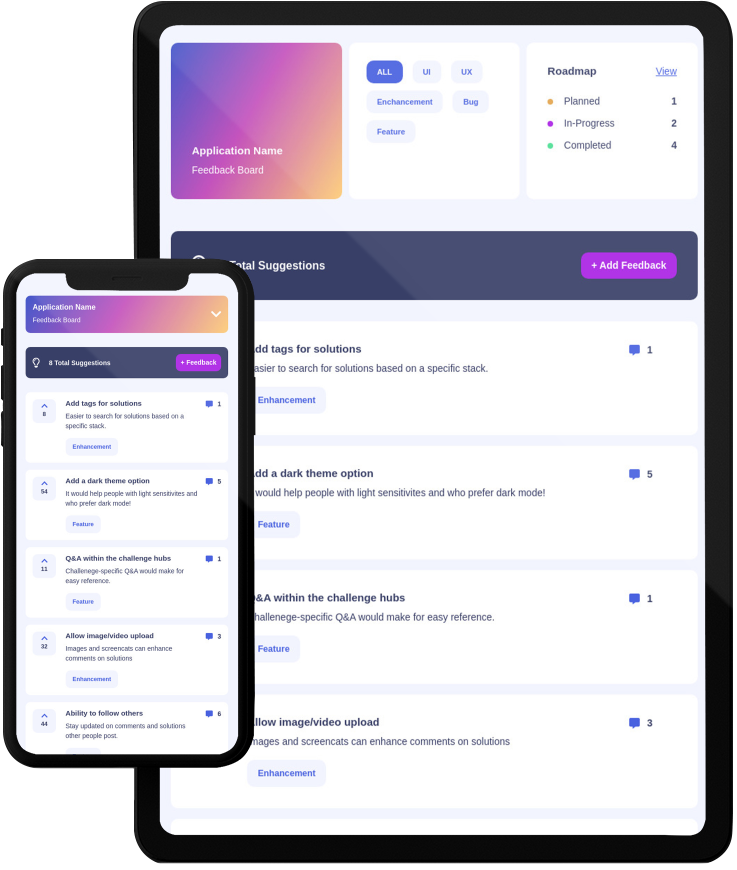 ALL
UI
UX
Enchancement
Bug
Feature
Roadmap
View
Planned
1
In-Progress
2
Completed
4
Application Name
Feedback Board
Total Suggestions
+ Add Feedback
add tags for solutions
1
Easier to search for solutions based on a specific stack.
Enhancement
Add a dark theme option
5
would help people with light sensitivites and who prefer dark mode!
Feature
Q&A within the challenge hubs
1
Challenege-specific Q&A would make for easy reference.
Feature
Allow image/video upload
3
Images and screencats can enhance comments on solutions
Enhancement
Application Name
Feedback Board
8 Total Suggestions
+ Feedback
8
Add tags for solutions
1
Easier to search for solutions based on a
specific stack.
Enhancement
54
Add a dark theme option
5
It would help people with light sensitivites and
who prefer dark mode!
Feature
11
Q&A within the challenge hubs
1
Challenege-specific Q&A would make for
easy reference.
Feature
32
Allow image/video upload
3
Images and screencats can enhance
comments on solutions
Enhancement
44
Ability to follow others
6
Stay updated on comments and solutions
other people post.